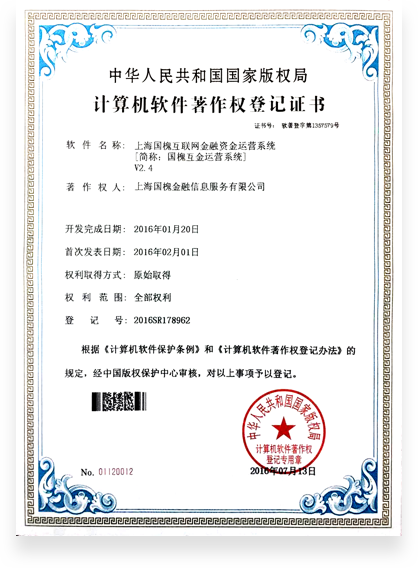 中华人民共和国国家版权局
计算机软件著作权登记证书
证书号： 软著登字第1357579号
软件名称： 上海国槐互联网金融资金运营系统
[简称：国槐互金运营系统]
V2.4
著作权人： 上海国槐金融信息服务有限公司
开发完成日期： 2016年01月20日
首次发表日期： 2016年02月01日
权利取得方式： 原始取得
权利范围： 全部权利
登记号： 2016SR178962
根据《计算机软件保护条例》和《计算机软件著作权登记办法》的
规定，经中国版权保护中心审核，对以上事项予以登记。
中华人民共和国国家版权局
计算机软件著作权
登记专用章
No. 01120012
2016年07月13日